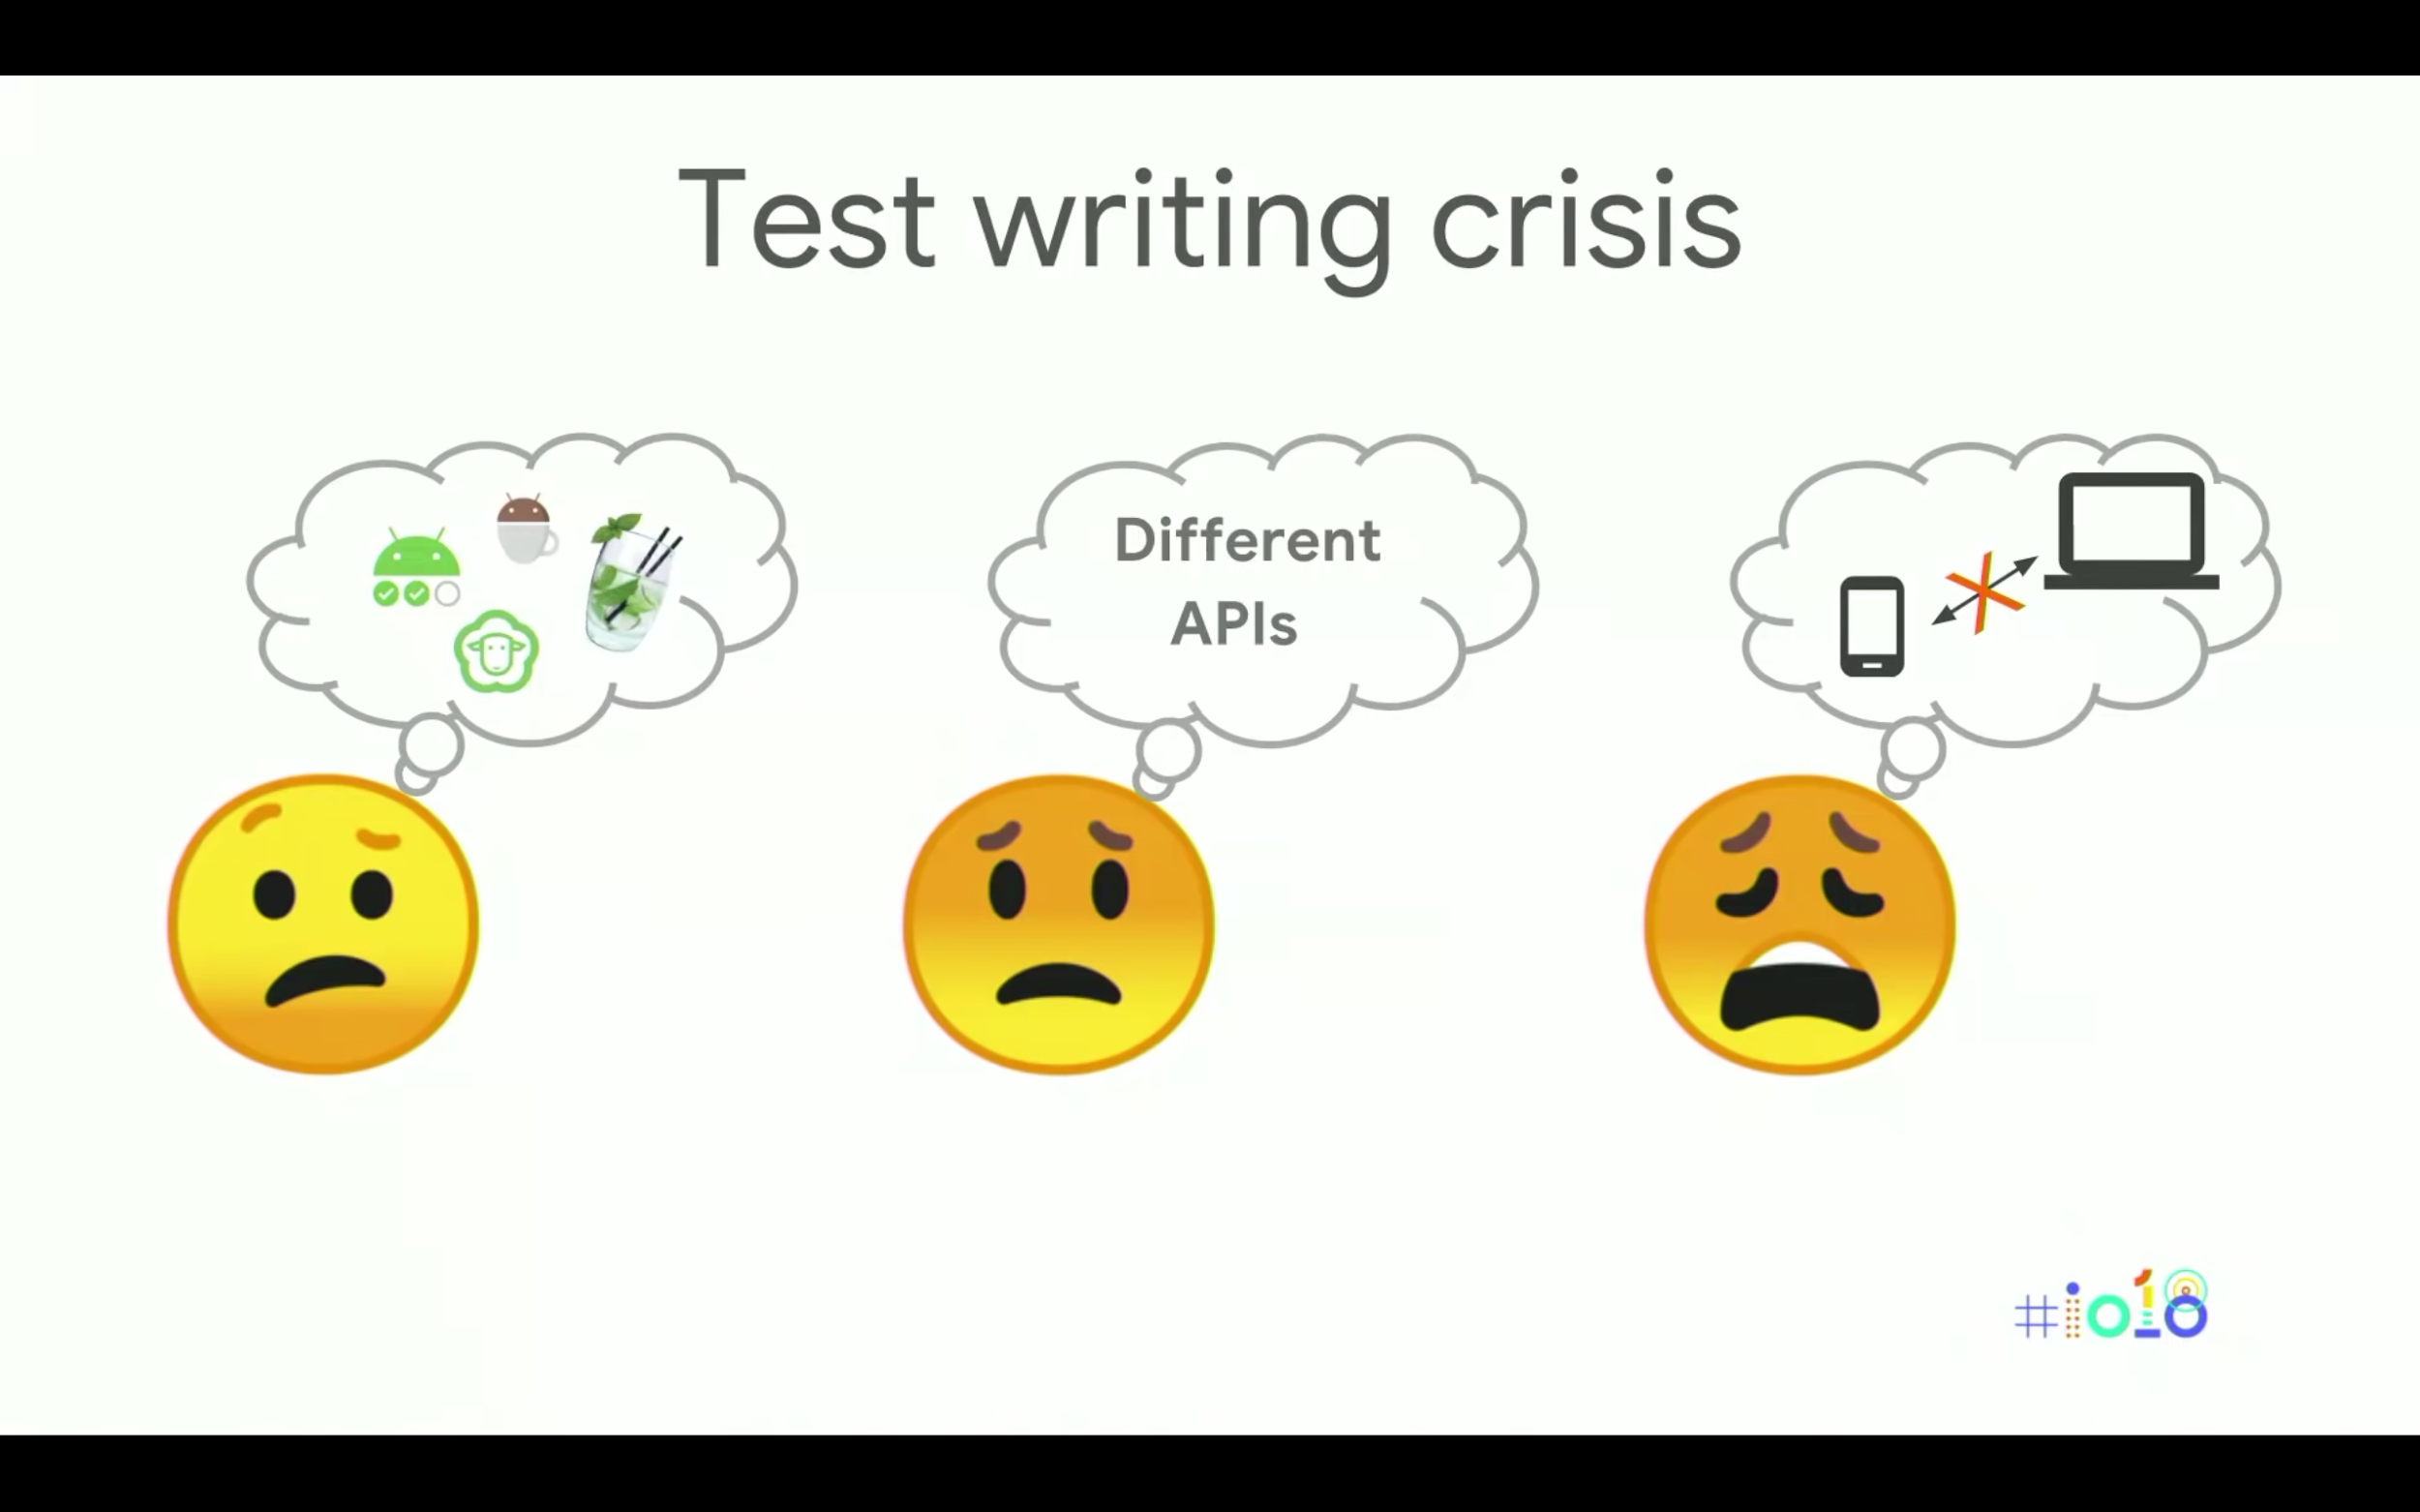 Test writing crisis
Different
APIs
#io18